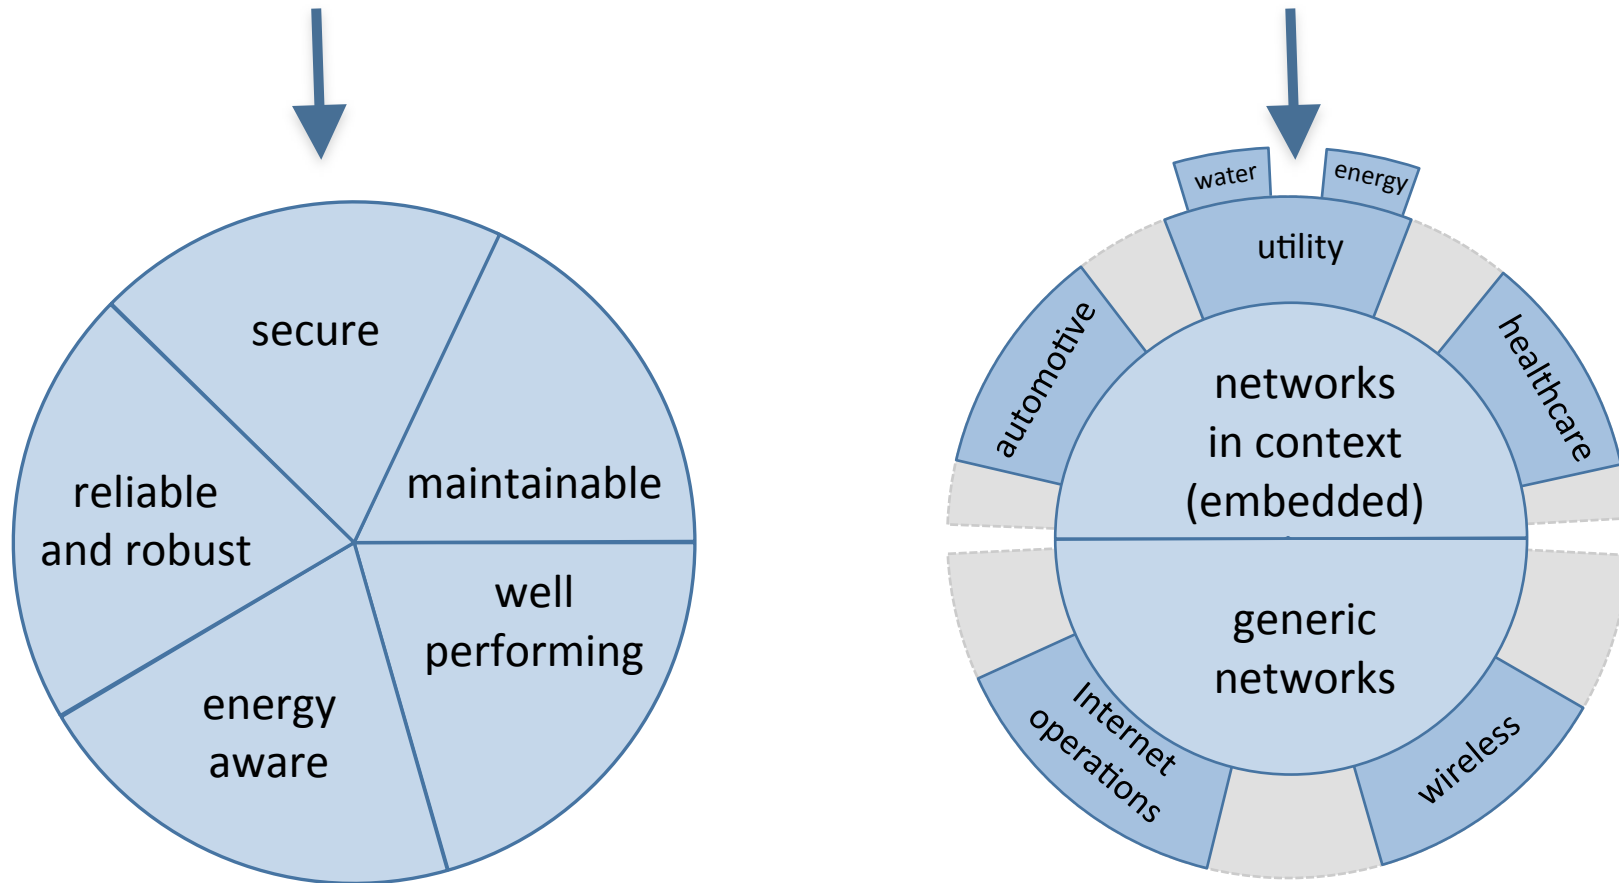 secure
maintainable
reliable
and robust
well
performing
energy
aware
water
energy
utility
automotive
healthcare
networks
in context
(embedded)
generic
networks
Internet
operations
wireless